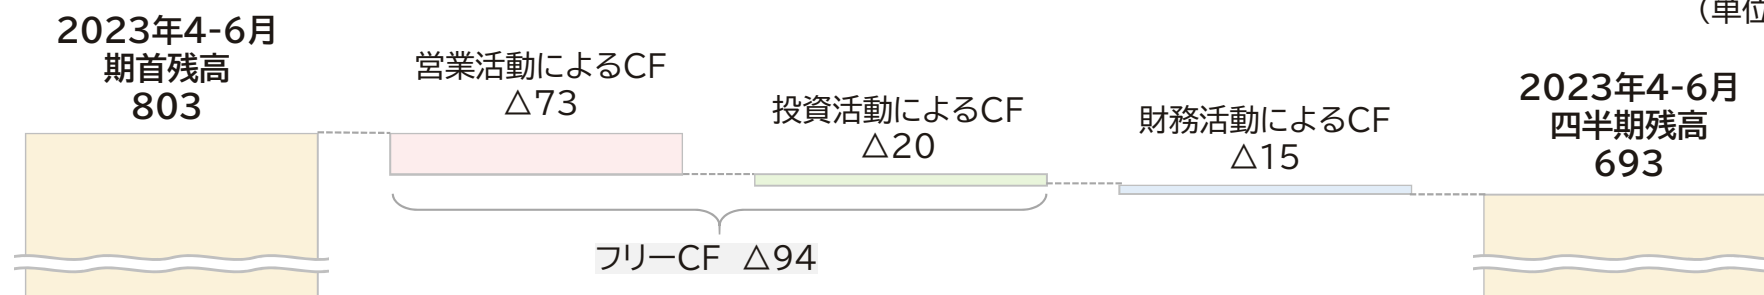 （単位
2023年4-6月
期首残高
803
営業活動によるCF
△73
投資活動によるCF
△20
財務活動によるCF
△15
2023年4-6月
四半期残高
693
フリーCF △94